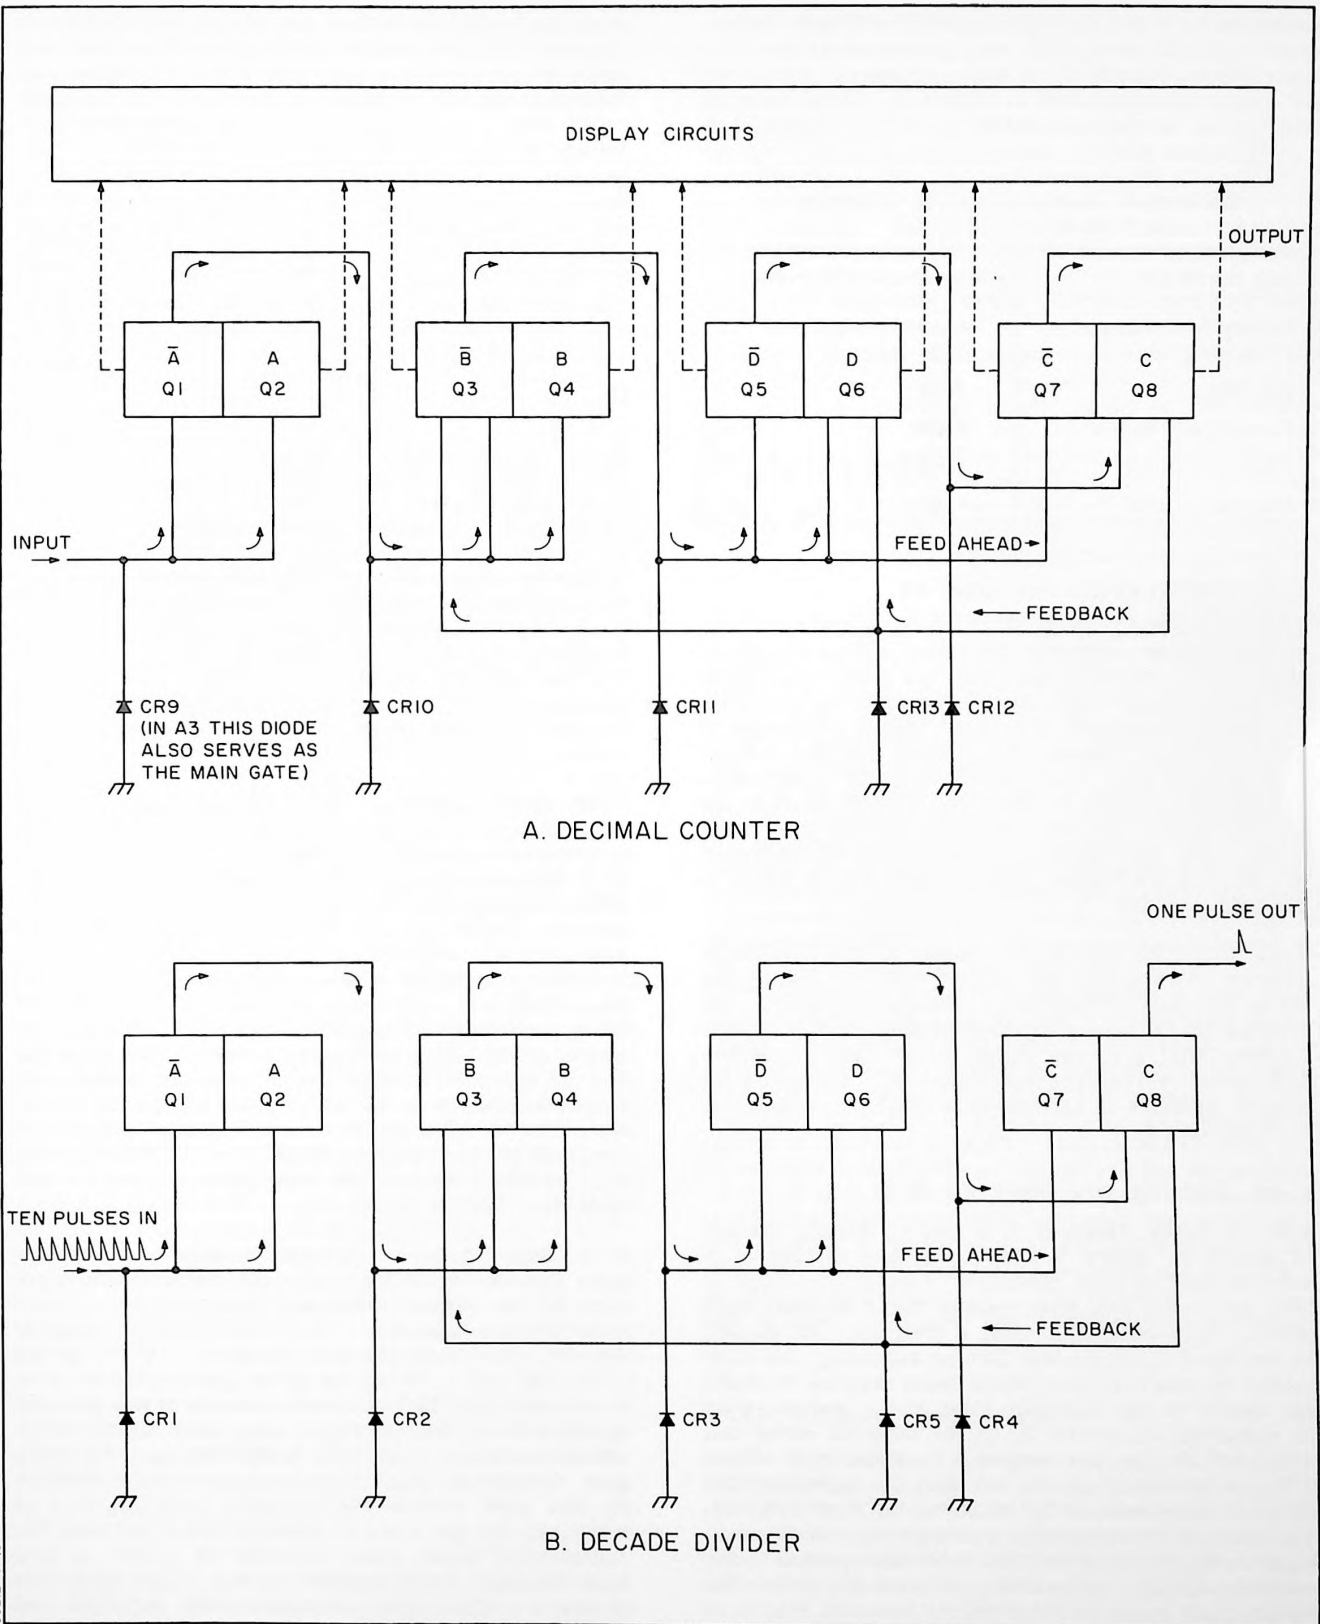 DISPLAY CIRCUITS
OUTPUT
A̅ A B̅ B D̅ D C̅ C
Q1 Q2 Q3 Q4 Q5 Q6 Q7 Q8
INPUT
FEED AHEAD
FEEDBACK
CR9 CR10 CR11 CR13 CR12
(IN A3 THIS DIODE
ALSO SERVES AS
THE MAIN GATE)
A. DECIMAL COUNTER
ONE PULSE OUT
A̅ A B̅ B D̅ D C̅ C
Q1 Q2 Q3 Q4 Q5 Q6 Q7 Q8
TEN PULSES IN
FEED AHEAD
FEEDBACK
CR1 CR2 CR3 CR5 CR4
B. DECADE DIVIDER